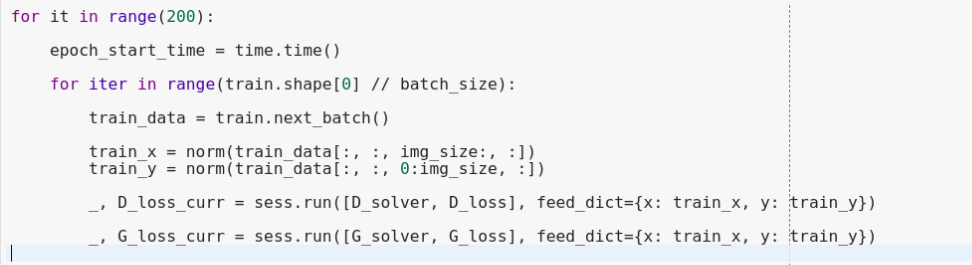 for it in range(200):
    epoch_start_time = time.time()
    for iter in range(train.shape[0] // batch_size):
        train_data = train.next_batch()
        train_x = norm(train_data[:, :, img_size:, :])
        train_y = norm(train_data[:, :, 0:img_size, :])
        _, D_loss_curr = sess.run([D_solver, D_loss], feed_dict={x: train_x, y: train_y})
        _, G_loss_curr = sess.run([G_solver, G_loss], feed_dict={x: train_x, y: train_y})